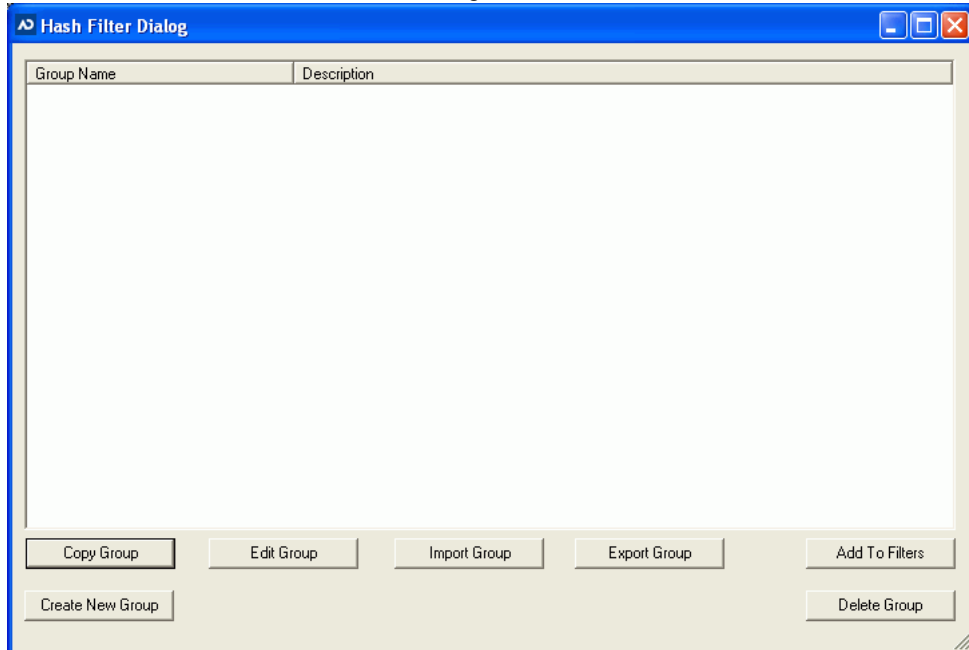 Hash Filter Dialog
Group Name Description
Copy Group Edit Group Import Group Export Group Add To Filters
Create New Group Delete Group